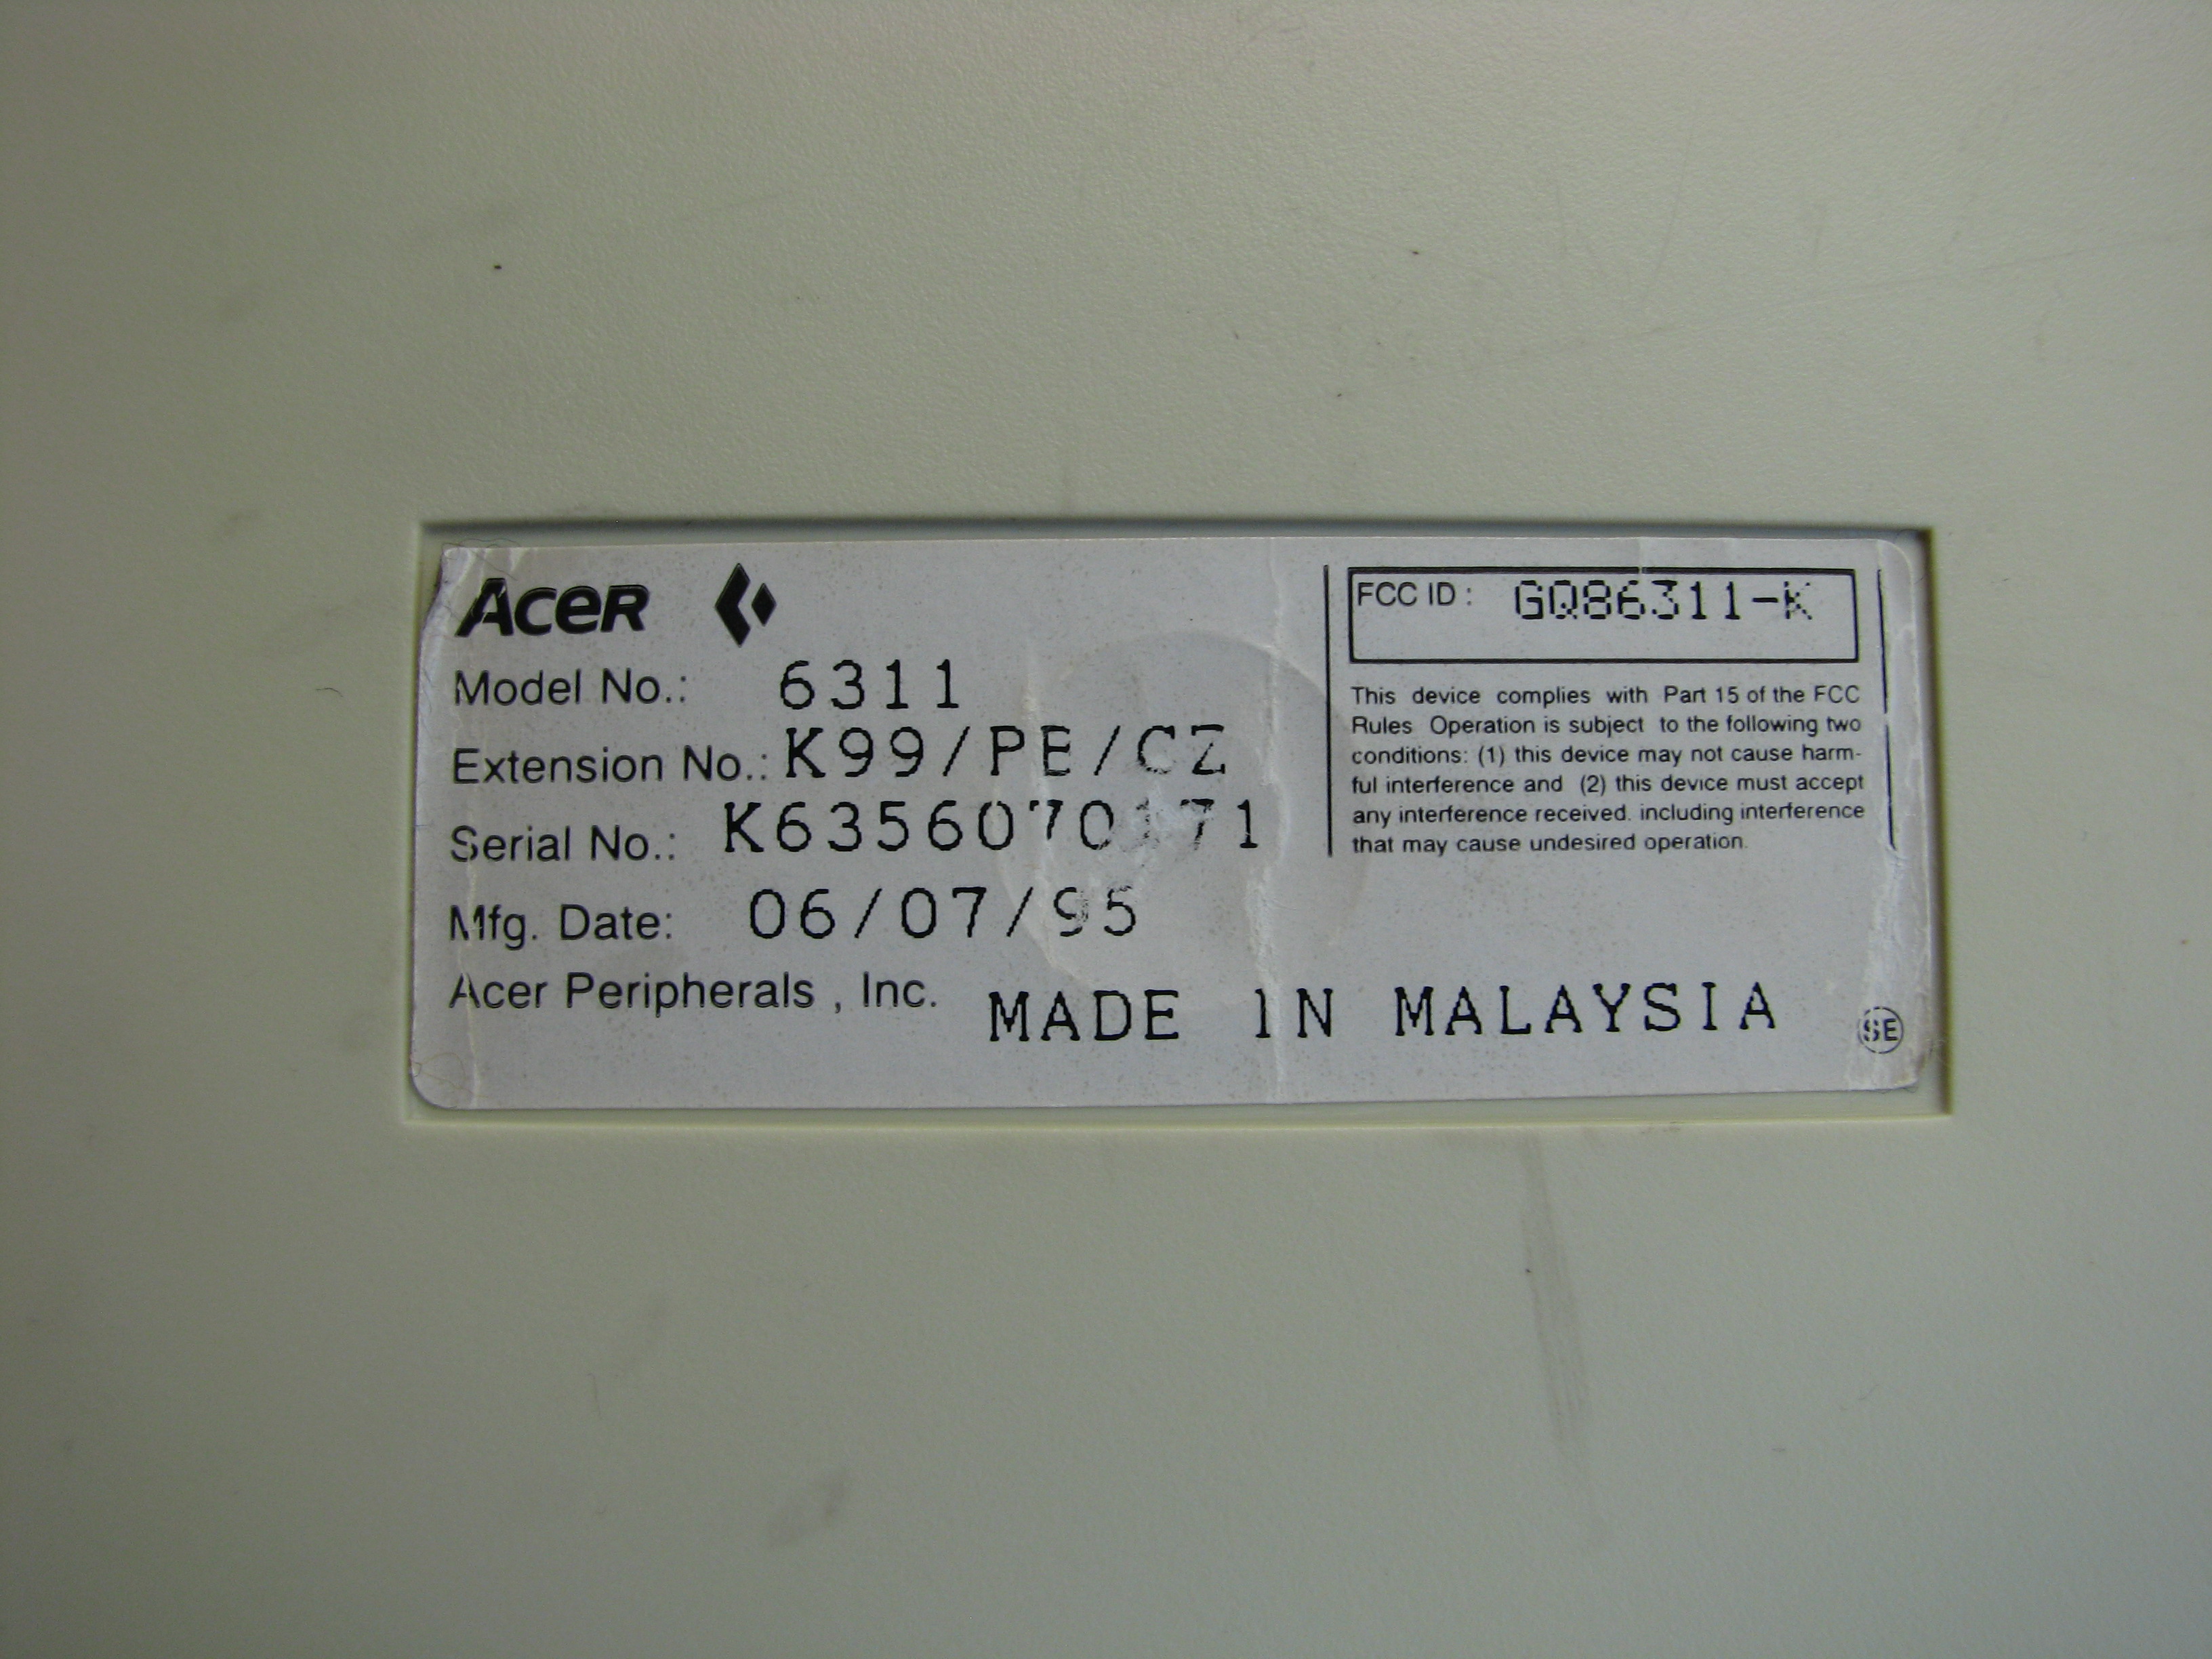 Acer
Model No.: 6311
Extension No.: K99/PE/CZ
Serial No.:
Mfg. Date: 06/07/95
Acer Peripherals , Inc.
MADE IN MALAYSIA
FCC ID : GQ86311-K
This device complies with Part 15 of the FCC
Rules Operation is subject to the following two
conditions: (1) this device may not cause harm-
ful interference and (2) this device must accept
any interference received. including interference
that may cause undesired operation.
SE